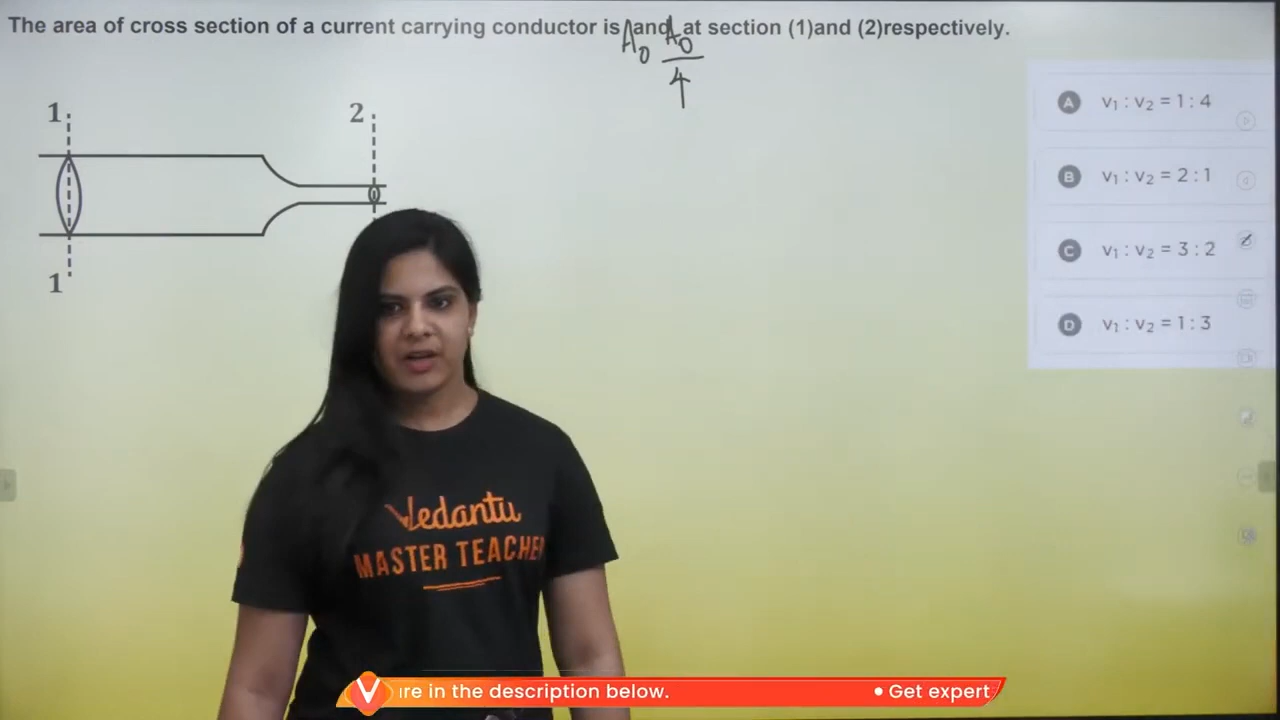 The area of cross section of a current carrying conductor is A₀ and A₀/4 at section (1)and (2)respectively.
1
2
1
A v₁ : v₂ = 1 : 4
B v₁ : v₂ = 2 : 1
C v₁ : v₂ = 3 : 2
D v₁ : v₂ = 1 : 3
Vedantu
MASTER TEACHER
V
re in the description below.
• Get expert